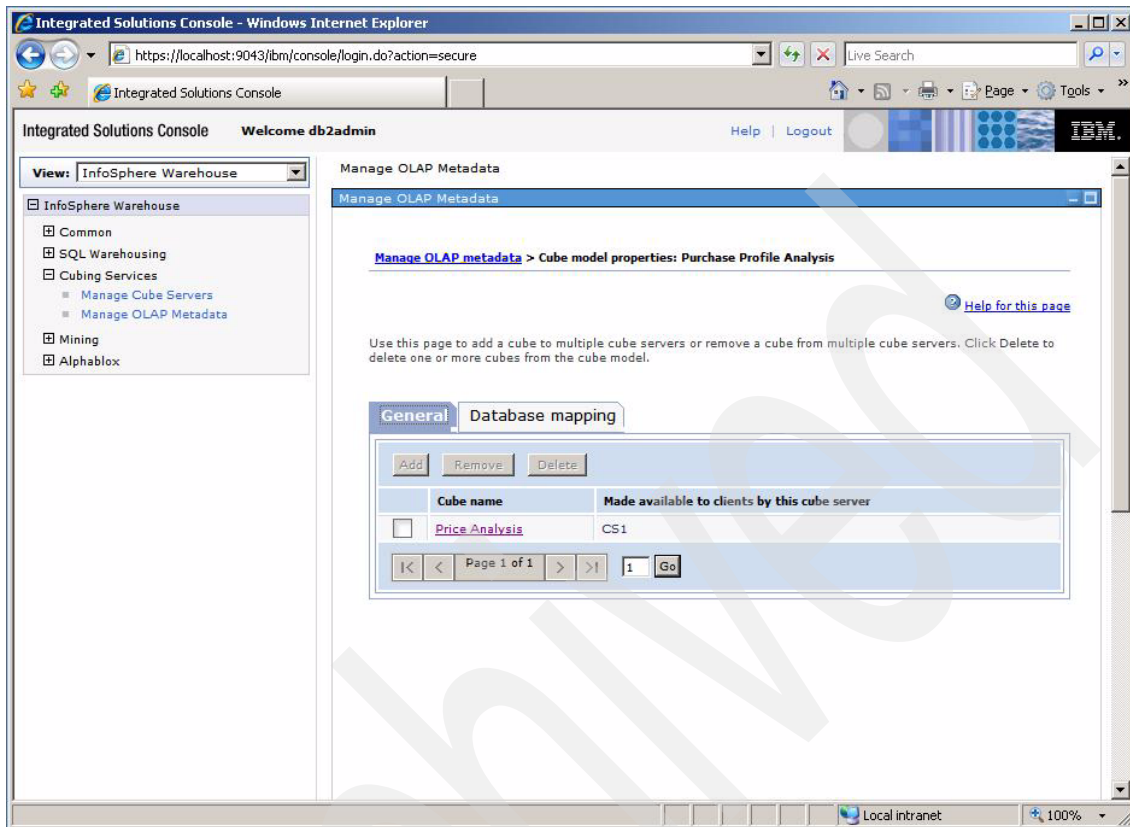 Integrated Solutions Console - Windows Internet Explorer
https://localhost:9043/ibm/console/login.do?action=secure
Live Search
Integrated Solutions Console
Page
Tools
Integrated Solutions Console Welcome db2admin
Help | Logout
IBM.
View: InfoSphere Warehouse
InfoSphere Warehouse
Common
SQL Warehousing
Cubing Services
Manage Cube Servers
Manage OLAP Metadata
Mining
Alphablox
Manage OLAP Metadata
Manage OLAP Metadata
Manage OLAP metadata > Cube model properties: Purchase Profile Analysis
Help for this page
Use this page to add a cube to multiple cube servers or remove a cube from multiple cube servers. Click Delete to
delete one or more cubes from the cube model.
General Database mapping
Add Remove Delete
Cube name Made available to clients by this cube server
Price Analysis CS1
Page 1 of 1 1 Go
Local intranet 100%